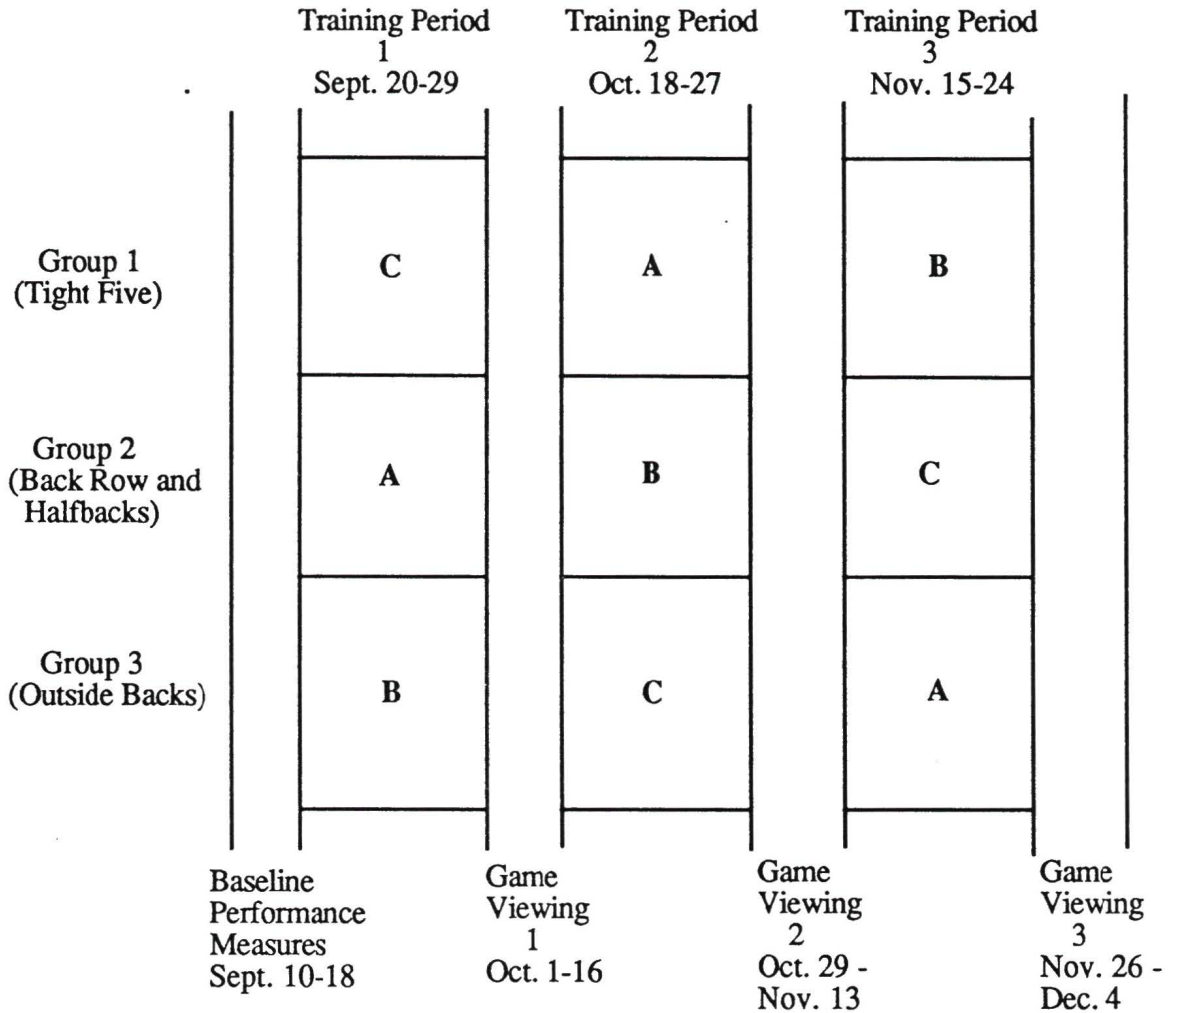 Training Period
1
Sept. 20-29
Training Period
2
Oct. 18-27
Training Period
3
Nov. 15-24
Group 1
(Tight Five)
C
A
B
Group 2
(Back Row and
Halfbacks)
A
B
C
Group 3
(Outside Backs)
B
C
A
Baseline
Performance
Measures
Sept. 10-18
Game
Viewing
1
Oct. 1-16
Game
Viewing
2
Oct. 29 -
Nov. 13
Game
Viewing
3
Nov. 26 -
Dec. 4